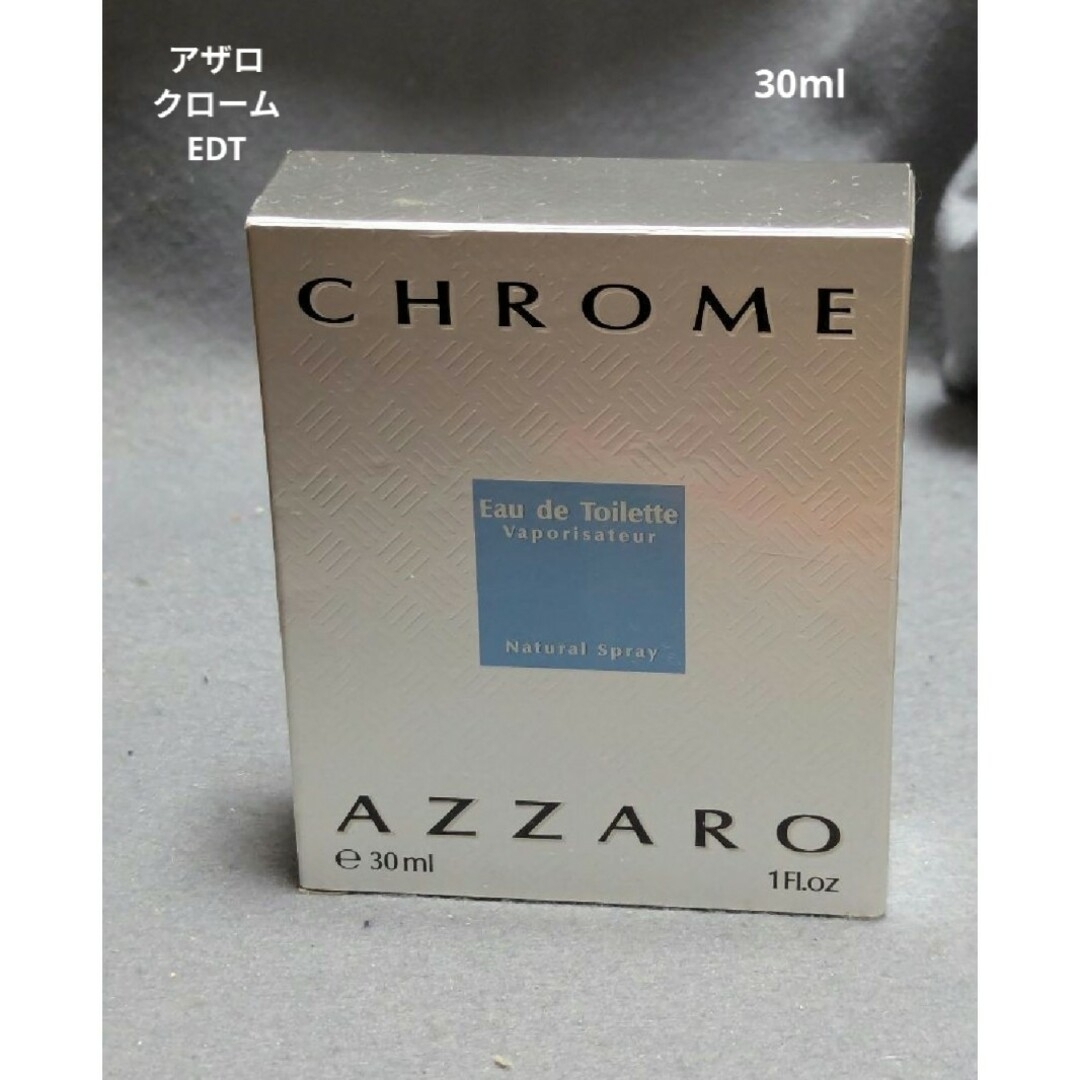 アザロ
クローム
EDT
30ml
CHROME
Eau de Toilette
Vaporisateur
Natural Spray
AZZARO
℮ 30 ml
1Fl.oz